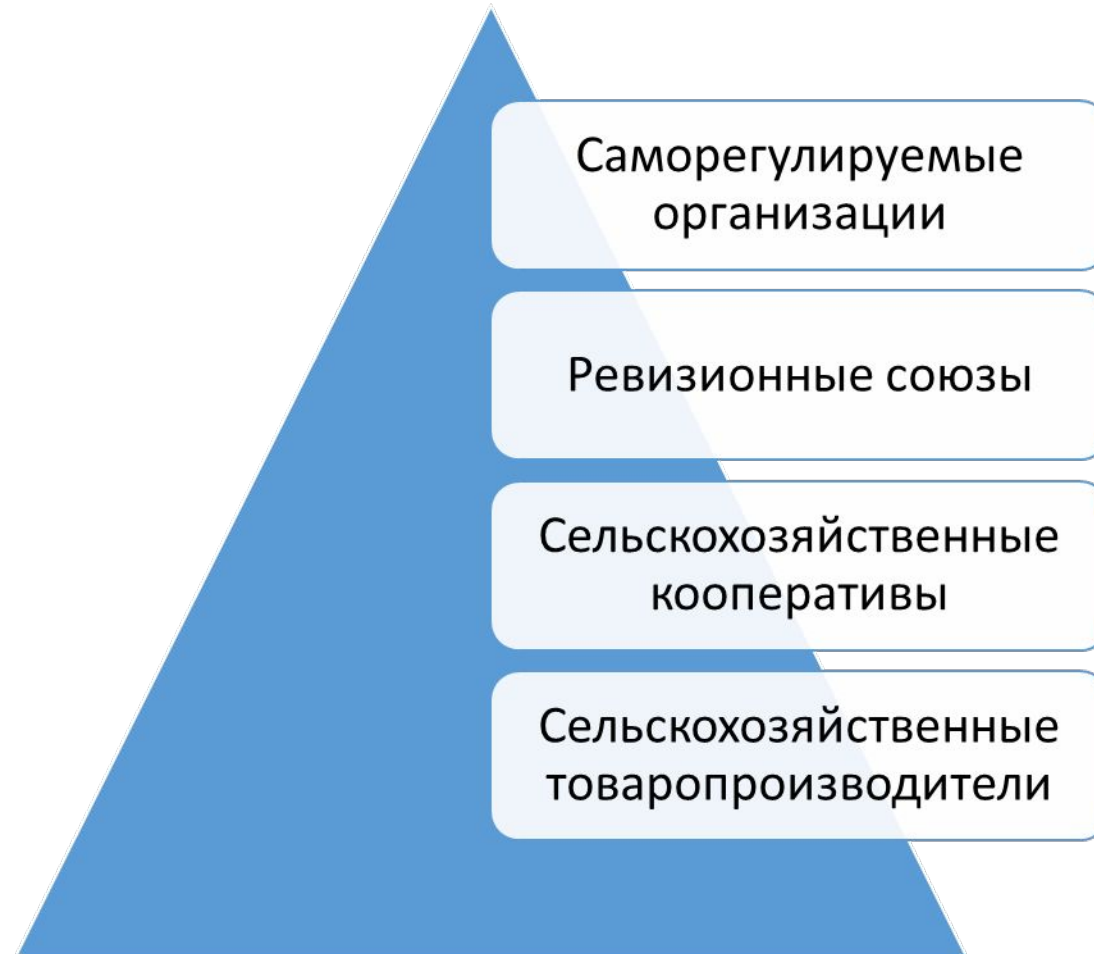 Саморегулируемые
организации
Ревизионные союзы
Сельскохозяйственные
кооперативы
Сельскохозяйственные
товаропроизводители